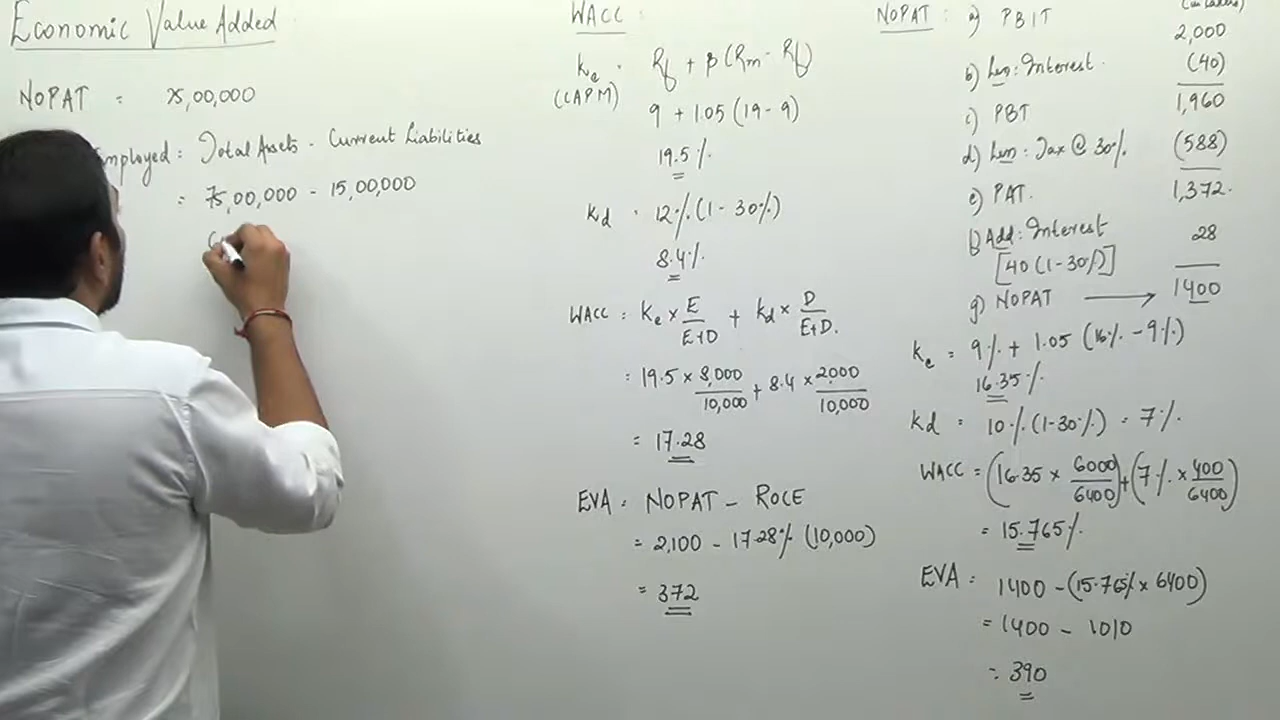 Economic Value Added
NOPAT = 25,00,000
Employed = Total Assets - Current Liabilities
= 75,00,000 - 15,00,000
WACC :
Ke = Rf + β (Rm - Rf)
(CAPM)
9 + 1.05 (19 - 9)
19.5 %
Kd = 12% (1 - 30%)
8.4%
WACC = Ke × E/E+D + Kd × D/E+D.
= 19.5 × 8,000/10,000 + 8.4 × 2000/10,000
= 17.28
EVA = NOPAT - ROCE
= 2,100 - 17.28% (10,000)
= 372
NOPAT : a) PBIT 2,000
b) Less: Interest. (40)
c) PBT 1,960
d) Less: Tax @ 30% (588)
e) PAT. 1,372.
f) Add: Interest 28
[40 (1 - 30%)]
g) NOPAT → 1400
Ke = 9% + 1.05 (16% - 9%)
16.35 %
Kd = 10% (1 - 30%) = 7%
WACC = (16.35 × 6000/6400) + (7% × 400/6400)
= 15.765%
EVA = 1400 - (15.765% × 6400)
= 1400 - 1010
= 390